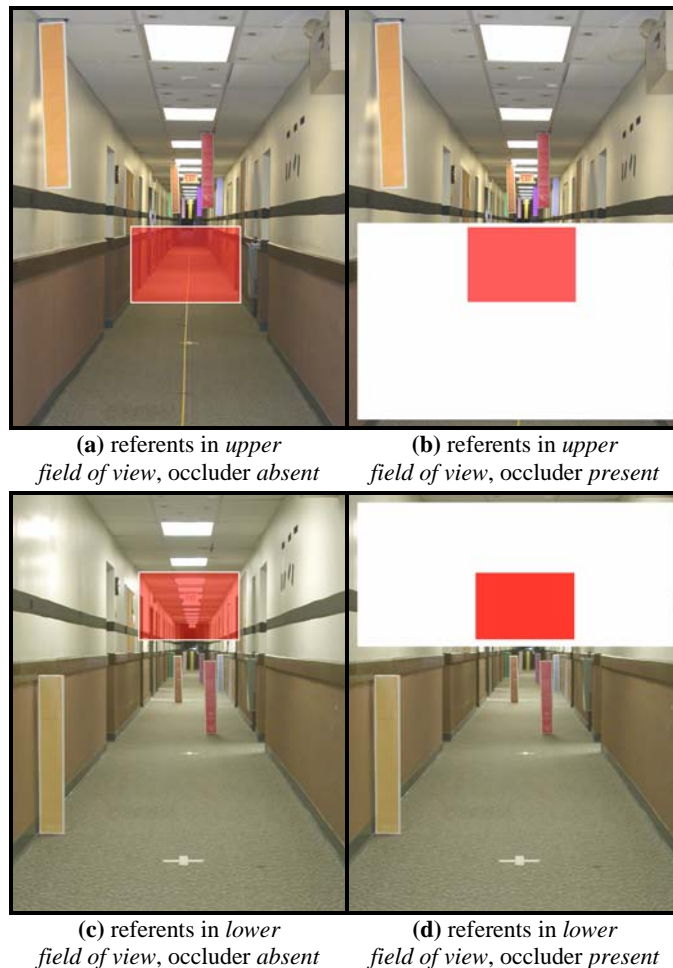 (a) referents in upper
field of view, occluder absent
(b) referents in upper
field of view, occluder present
(c) referents in lower
field of view, occluder absent
(d) referents in lower
field of view, occluder present